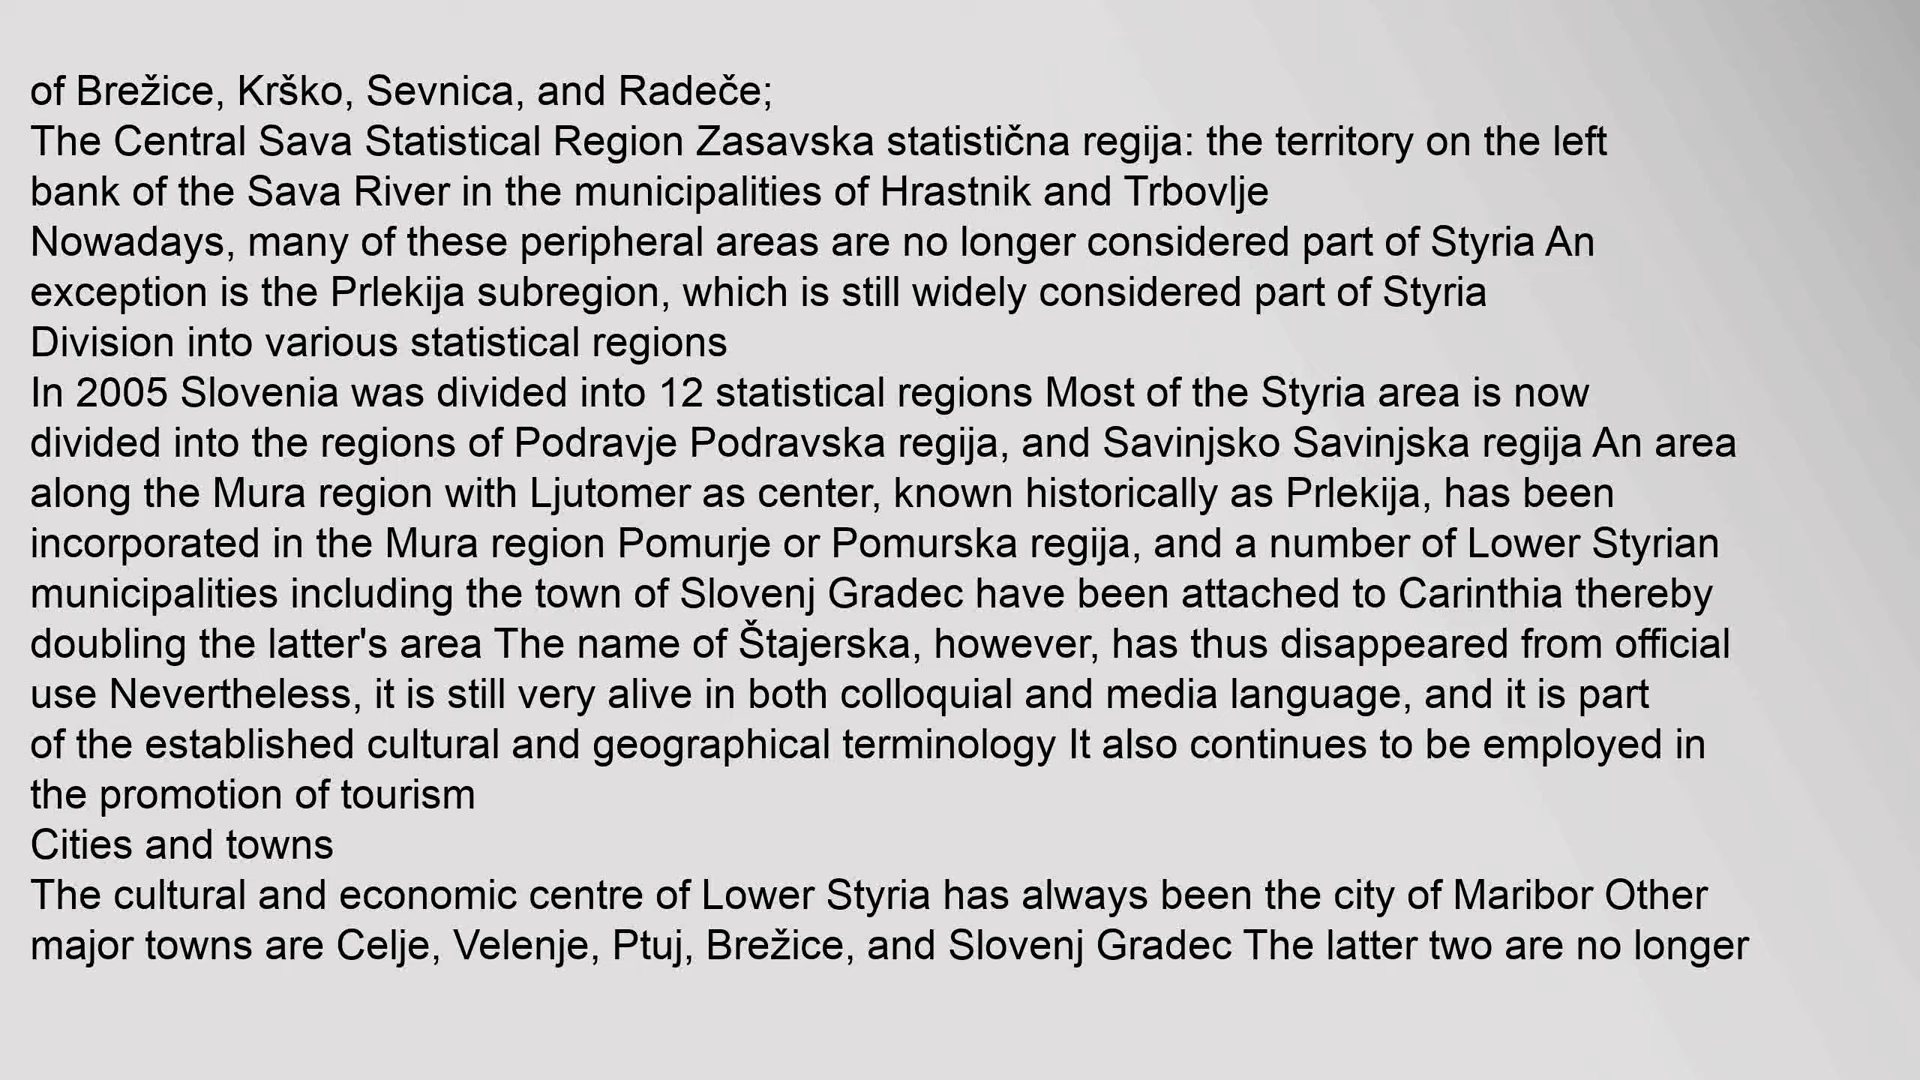 of Brežice, Krško, Sevnica, and Radeče;
The Central Sava Statistical Region Zasavska statistična regija: the territory on the left
bank of the Sava River in the municipalities of Hrastnik and Trbovlje
Nowadays, many of these peripheral areas are no longer considered part of Styria An
exception is the Prlekija subregion, which is still widely considered part of Styria
Division into various statistical regions
In 2005 Slovenia was divided into 12 statistical regions Most of the Styria area is now
divided into the regions of Podravje Podravska regija, and Savinjsko Savinjska regija An area
along the Mura region with Ljutomer as center, known historically as Prlekija, has been
incorporated in the Mura region Pomurje or Pomurska regija, and a number of Lower Styrian
municipalities including the town of Slovenj Gradec have been attached to Carinthia thereby
doubling the latter's area The name of Štajerska, however, has thus disappeared from official
use Nevertheless, it is still very alive in both colloquial and media language, and it is part
of the established cultural and geographical terminology It also continues to be employed in
the promotion of tourism
Cities and towns
The cultural and economic centre of Lower Styria has always been the city of Maribor Other
major towns are Celje, Velenje, Ptuj, Brežice, and Slovenj Gradec The latter two are no longer